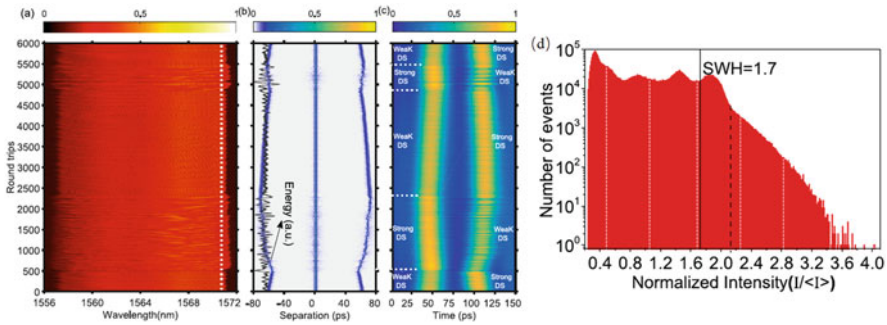 (a)
0 0.5 1
(b)
0 0.5 1
(c)
0 0.5 1
(d)
Round trips
6000
5500
5000
4500
4000
3500
3000
2500
2000
1500
1000
500
0
1556 1560 1564 1568 1572
Wavelength(nm)
Energy (a.u.)
-80 -40 0 40 80
Separation (ps)
WeaK
DS
Strong
DS
Strong
DS
WeaK
DS
WeaK
DS
Strong
DS
Strong
DS
Weak
DS
WeaK
DS
Strong
DS
0 25 50 75 100 125 150
Time (ps)
Number of events
10^5
10^4
10^3
10^2
10^1
10^0
SWH=1.7
0.4 0.8 1.2 1.6 2.0 2.4 2.8 3.2 3.6 4.0
Normalized Intensity(I/<I>)